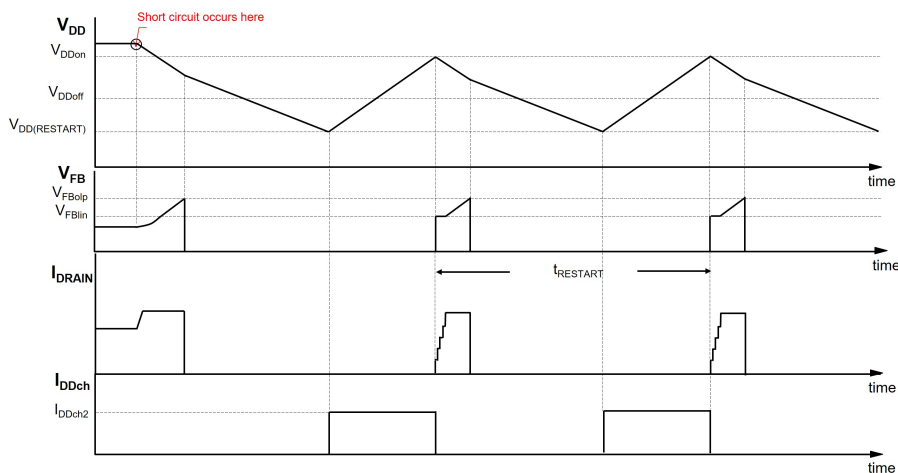 Short circuit occurs here
VDD
VDDon
VDDoff
VDD(RESTART)
time
VFB
VFBolp
VFBlin
time
IDRAIN
tRESTART
time
IDDch
IDDch2
time